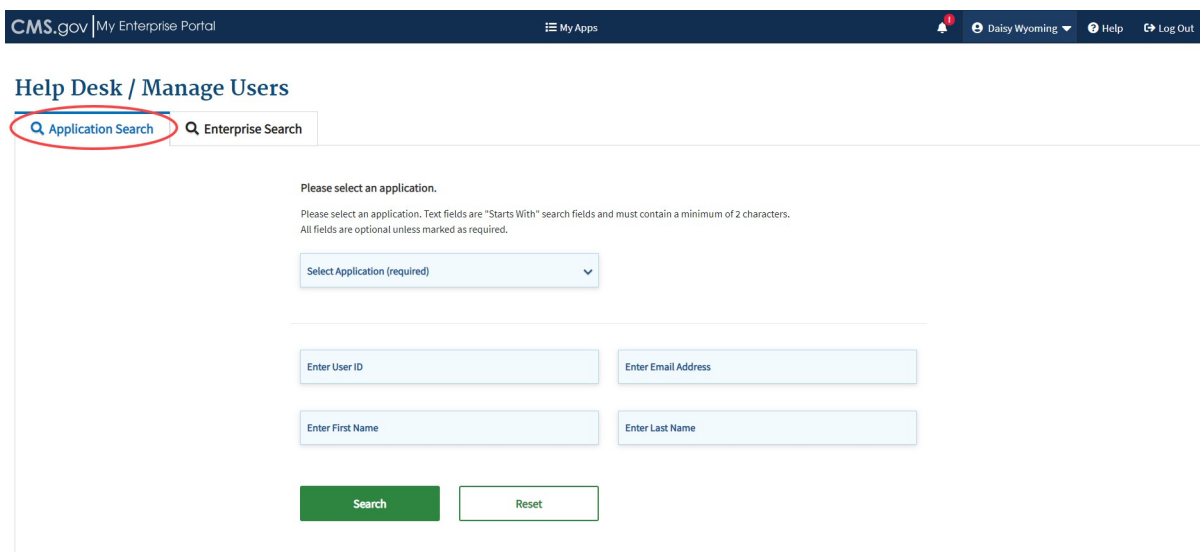 CMS.gov My Enterprise Portal
My Apps
!
Daisy Wyoming
Help
Log Out
Help Desk / Manage Users
Application Search
Enterprise Search
Please select an application.
Please select an application. Text fields are "Starts With" search fields and must contain a minimum of 2 characters.
All fields are optional unless marked as required.
Select Application (required)
Enter User ID
Enter Email Address
Enter First Name
Enter Last Name
Search
Reset